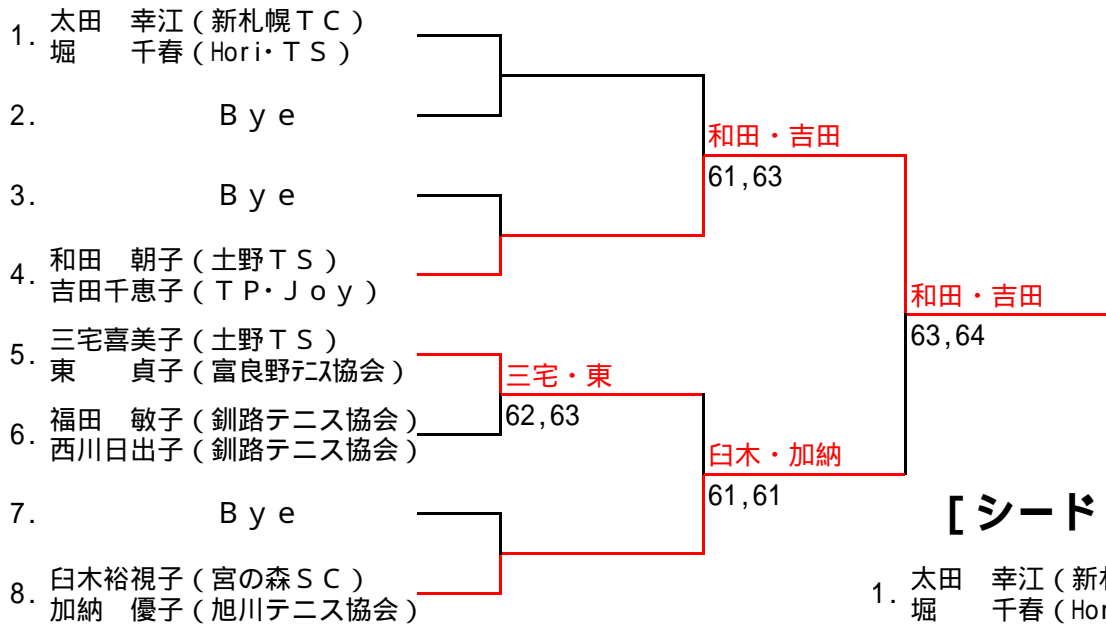 1. 太田　幸江(新札幌ＴＣ)
堀　　千春(Hori・ＴＳ)
2. Ｂｙｅ
和田・吉田
61,63
3. Ｂｙｅ
4. 和田　朝子(土野ＴＳ)
吉田千恵子(ＴＰ・Ｊｏｙ)
和田・吉田
63,64
5. 三宅喜美子(土野ＴＳ)
東　　貞子(富良野ﾃﾆｽ協会)
三宅・東
62,63
6. 福田　敏子(釧路テニス協会)
西川日出子(釧路テニス協会)
臼木・加納
61,61
7. Ｂｙｅ
[シード
8. 臼木裕視子(宮の森ＳＣ)
加納　優子(旭川テニス協会)
1. 太田　幸江(新札
堀　　千春(Hor